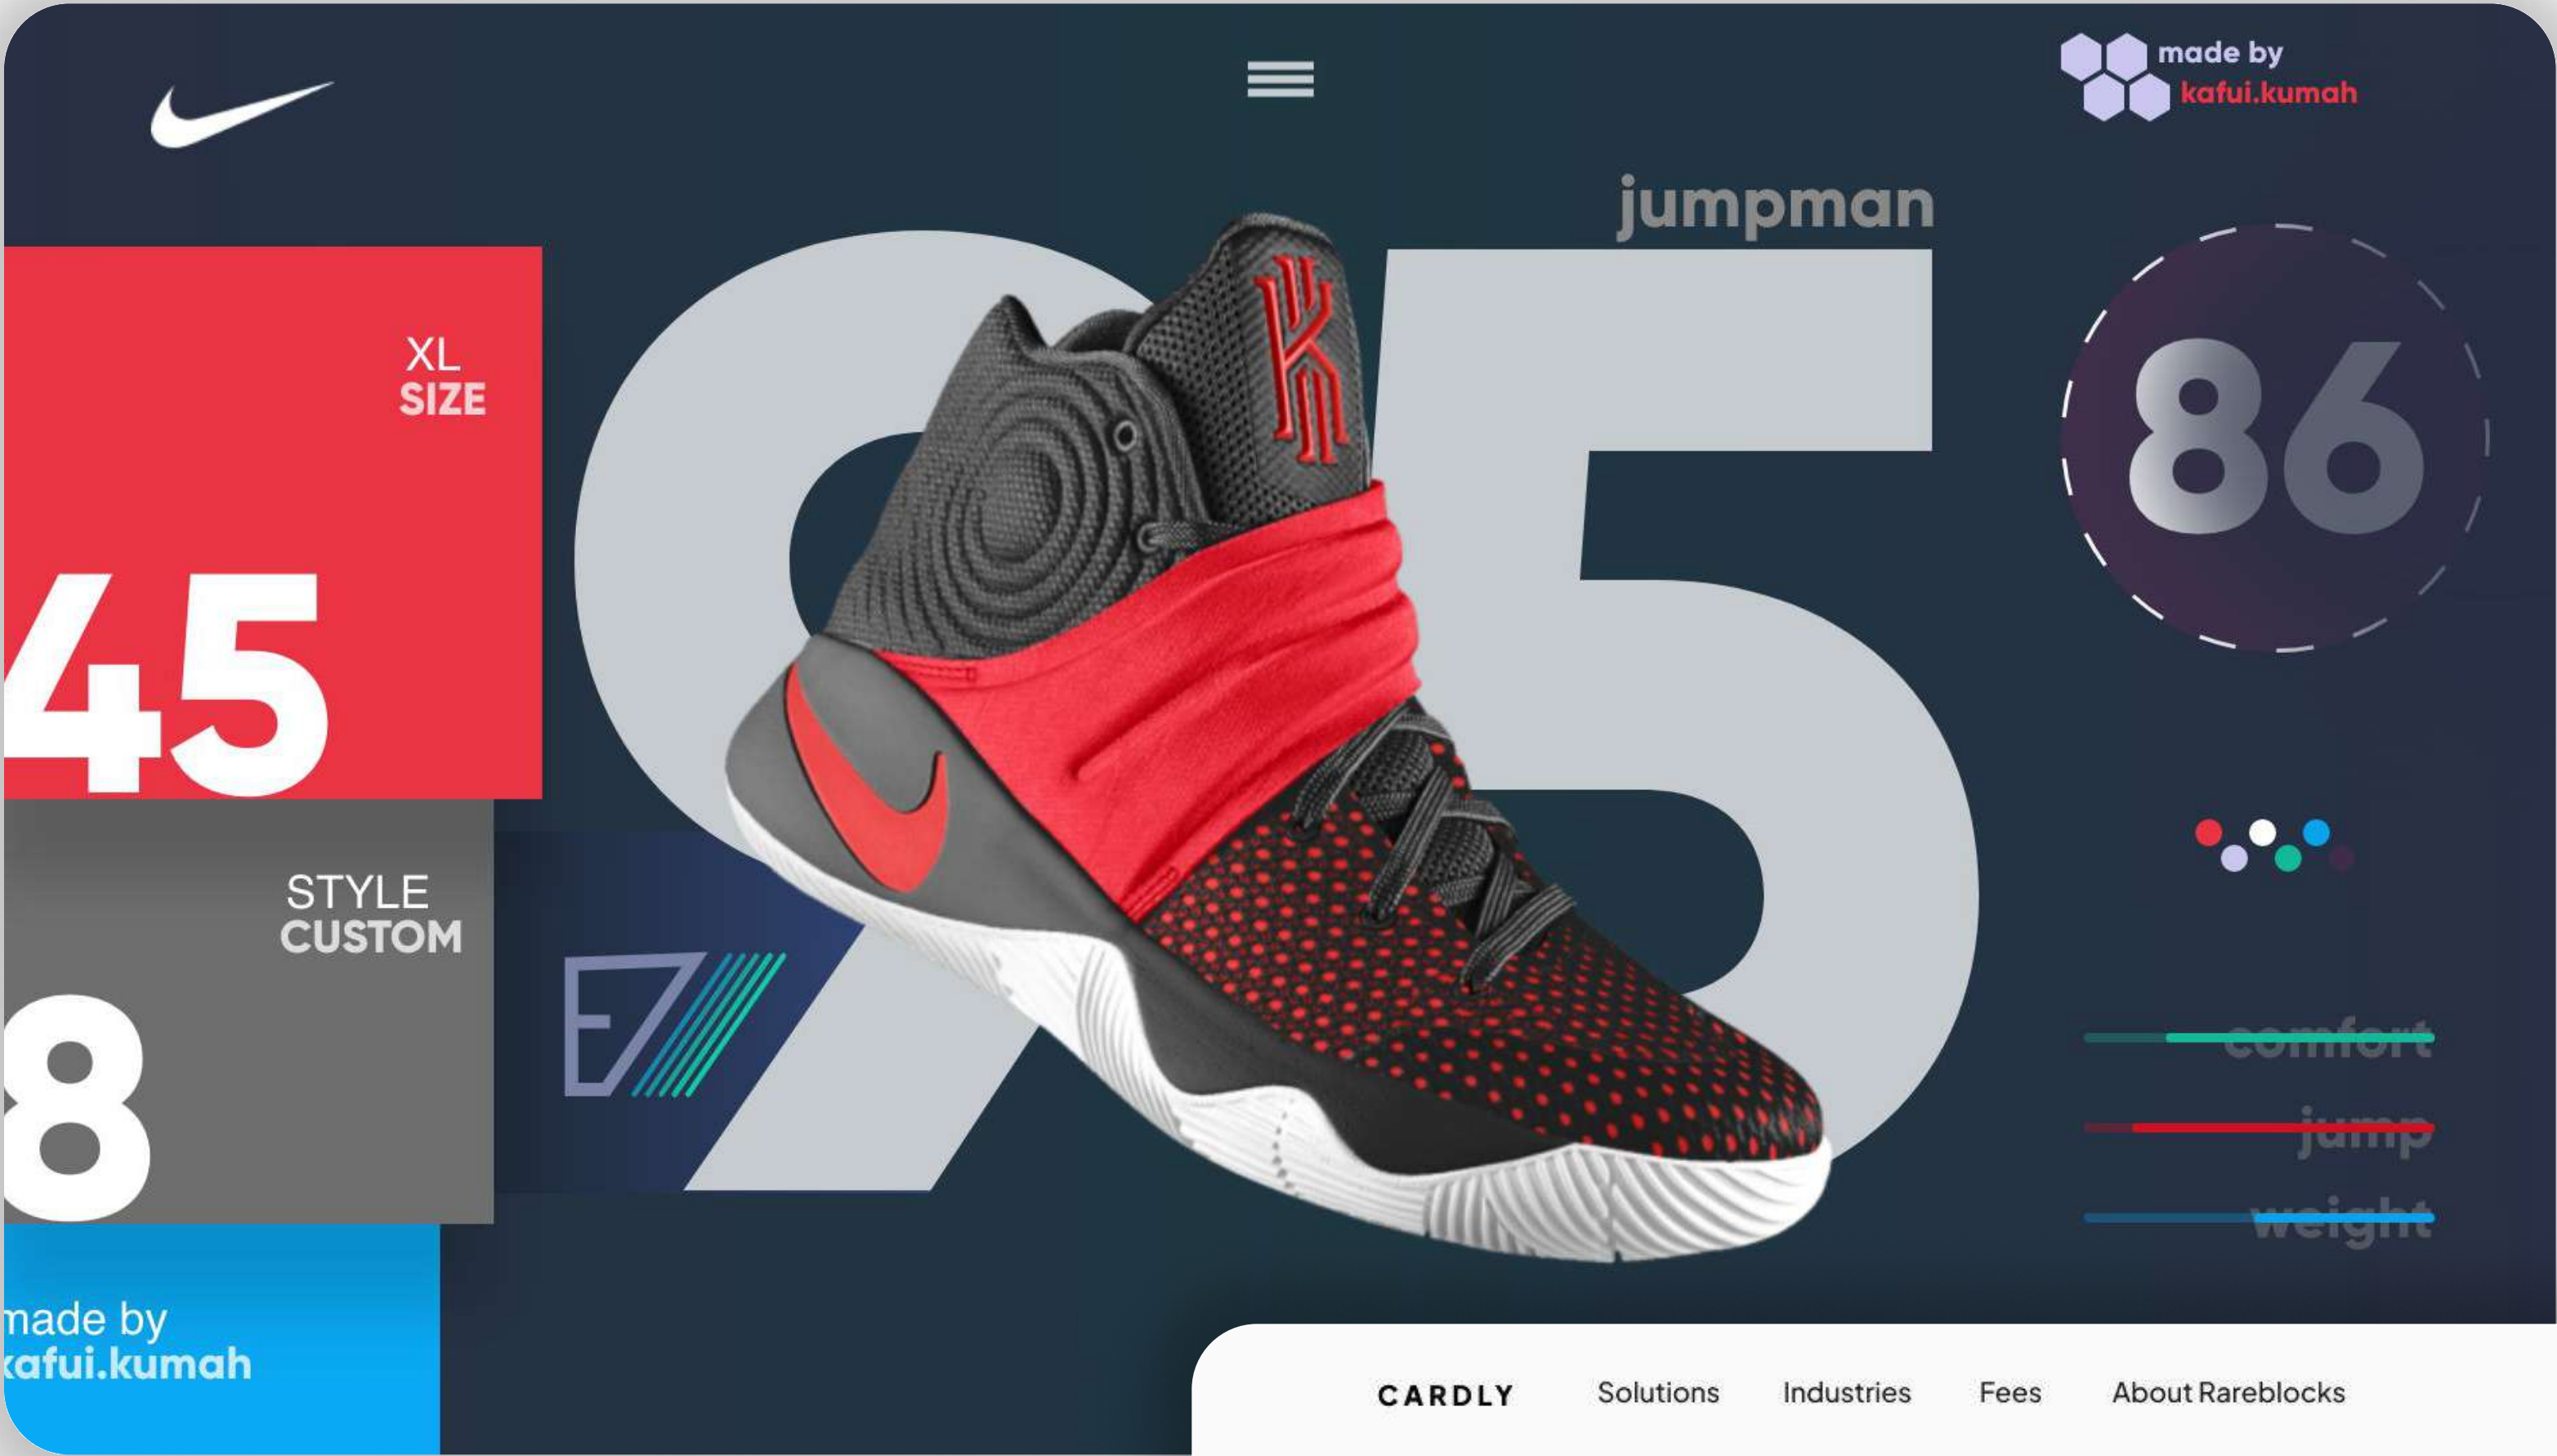 made by
kafui.kumah
jumpman
95
XL
SIZE
45
86
STYLE
CUSTOM
8
comfort
jump
weight
made by
kafui.kumah
CARDLY Solutions Industries Fees About Rareblocks